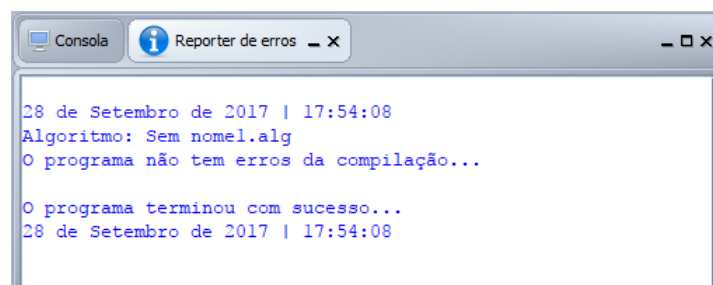 Consola
Reporter de erros
28 de Setembro de 2017 | 17:54:08
Algoritmo: Sem nome1.alg
O programa não tem erros da compilação...
O programa terminou com sucesso...
28 de Setembro de 2017 | 17:54:08